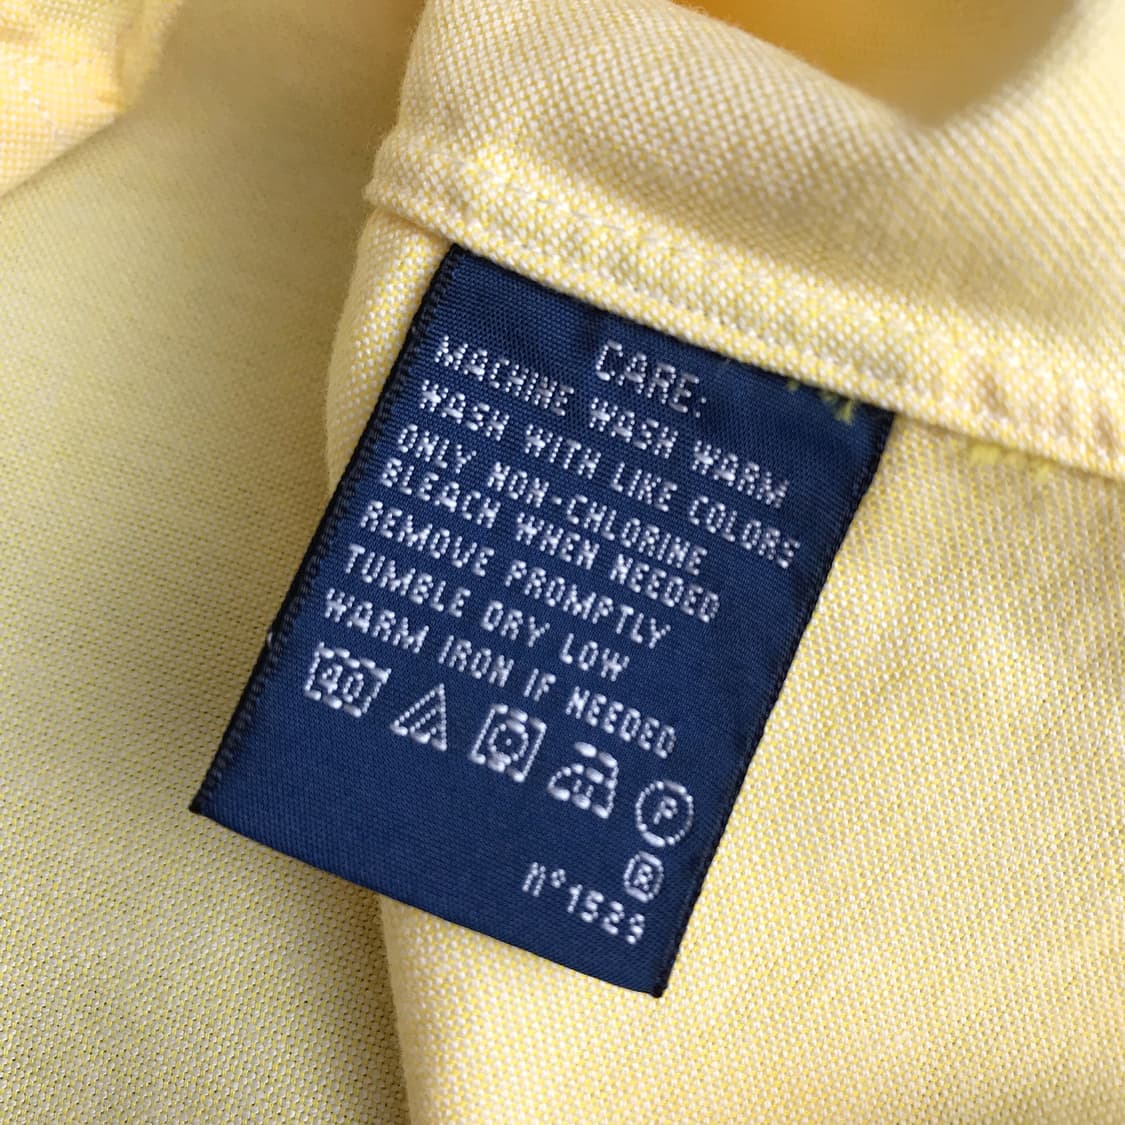 CARE:
MACHINE WASH WARM
WASH WITH LIKE COLORS
ONLY NON-CHLORINE
BLEACH WHEN NEEDED
REMOVE PROMPTLY
TUMBLE DRY LOW
WARM IRON IF NEEDED
40 P
R
n°1529